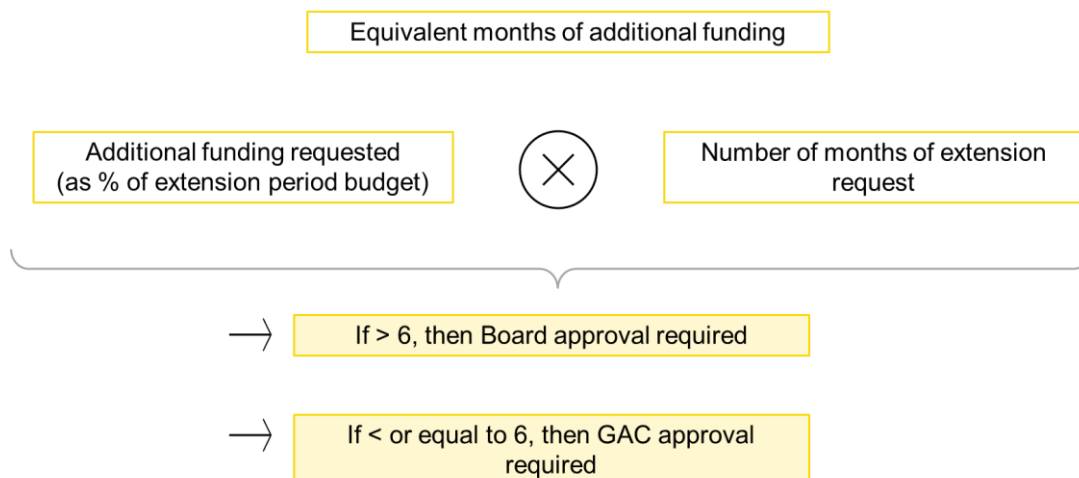 Equivalent months of additional funding
Additional funding requested
(as % of extension period budget)
Number of months of extension
request
If > 6, then Board approval required
If < or equal to 6, then GAC approval
required